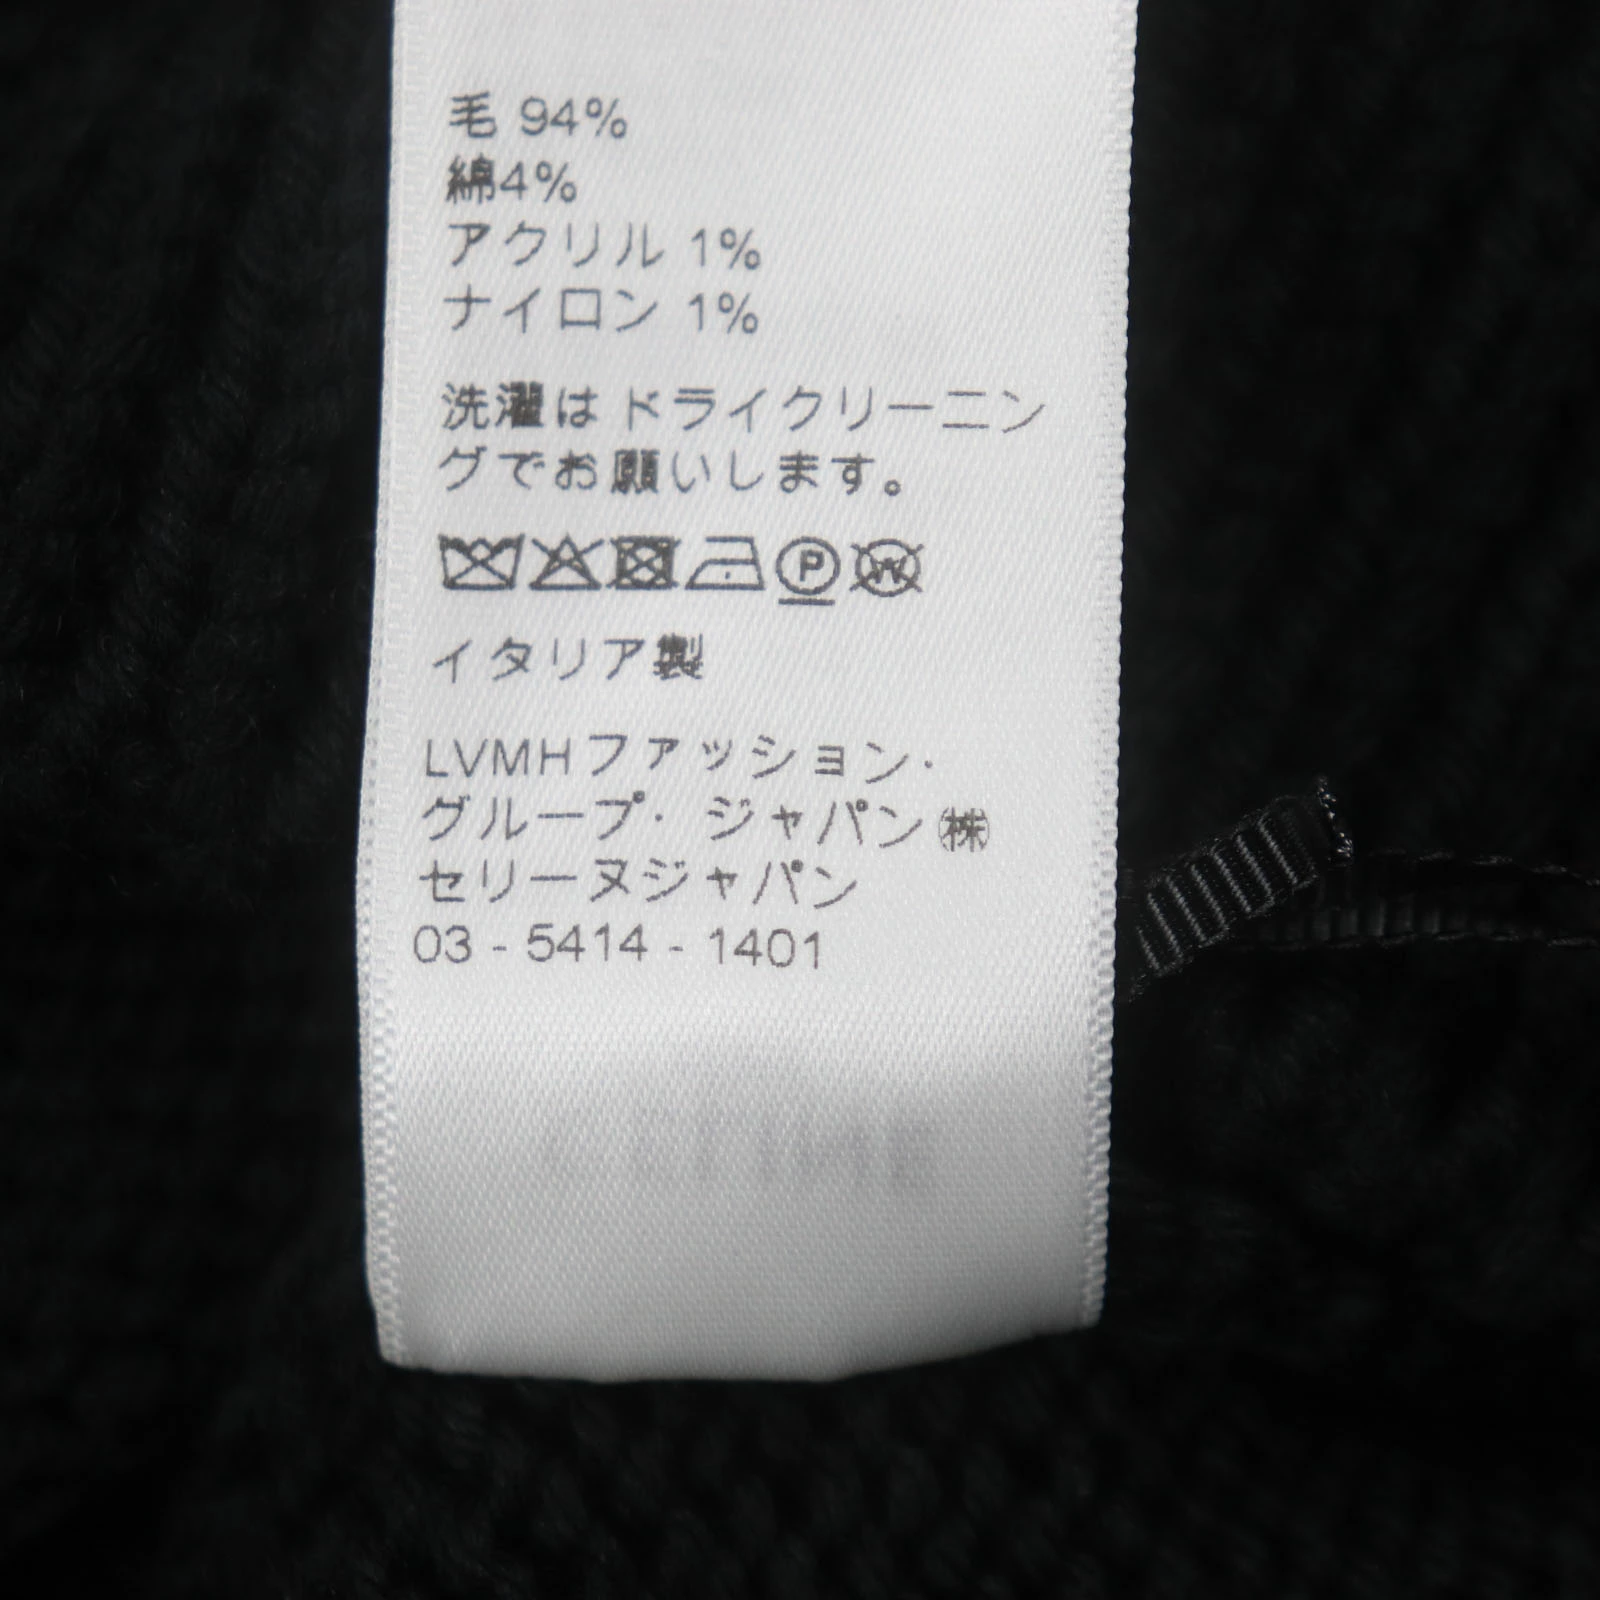 毛 94%
綿4%
アクリル 1%
ナイロン 1%
洗濯は ドライクリーニン
グでお願いします。
P W
イタリア製
LVMHファッション·
グループ· ジャパン㈱
セリーヌジャパン
03 - 5414 - 1401